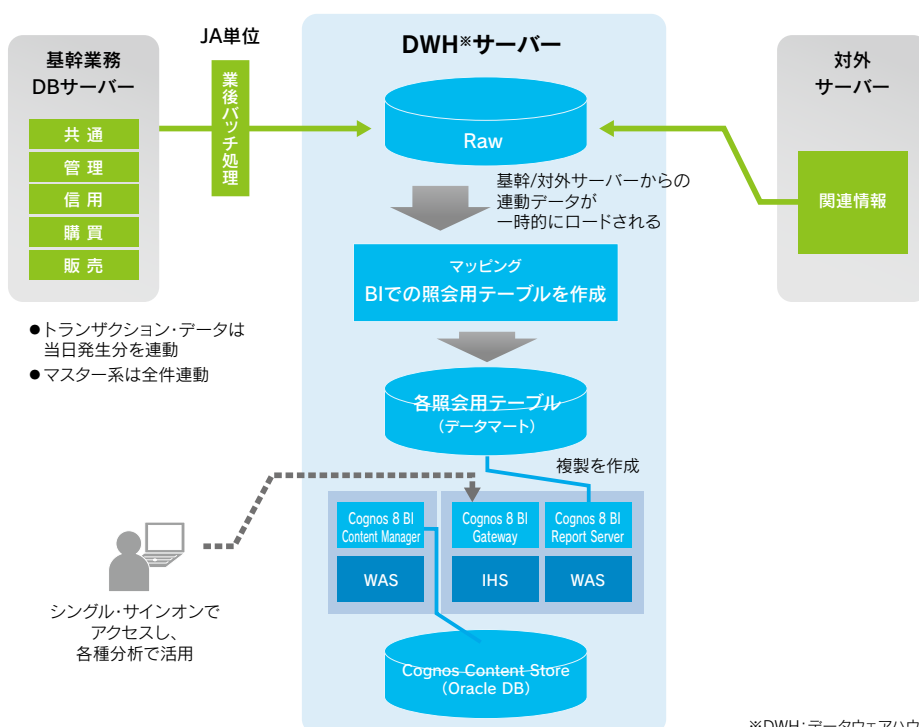 基幹業務
DBサーバー
共通
管理
信用
購買
販売
JA単位
業後バッチ処理
DWH※サーバー
Raw
対外
サーバー
関連情報
基幹/対外サーバーからの
連動データが
一時的にロードされる
マッピング
BIでの照会用テーブルを作成
●トランザクション・データは
当日発生分を連動
●マスター系は全件連動
各照会用テーブル
（データマート）
複製を作成
Cognos 8 BI
Content Manager
WAS
Cognos 8 BI
Gateway
IHS
Cognos 8 BI
Report Server
WAS
シングル・サインオンで
アクセスし、
各種分析で活用
Cognos Content Store
（Oracle DB）
※DWH：データウェアハウ